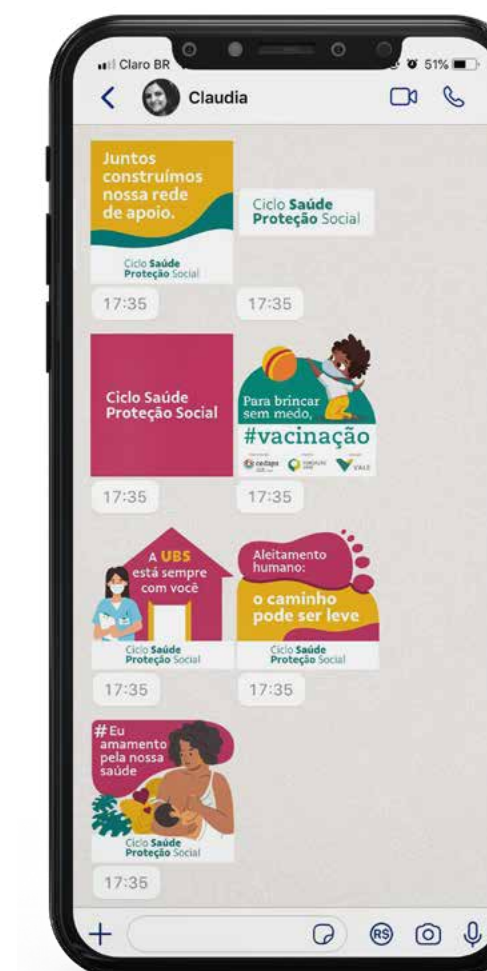 Claro BR
51%
Claudia
Juntos
construímos
nossa rede
de apoio.
Ciclo Saúde
Proteção Social
17:35
Ciclo Saúde
Proteção Social
17:35
Ciclo Saúde
Proteção Social
17:35
Para brincar
sem medo,
#vacinação
cedaps
FUNDAÇÃO
VALE
VALE
17:35
A UBS
está sempre
com você
Ciclo Saúde
Proteção Social
17:35
Aleitamento
humano:
o caminho
pode ser leve
Ciclo Saúde
Proteção Social
17:35
#Eu
amamento
pela nossa
saúde
Ciclo Saúde
Proteção Social
17:35
R$